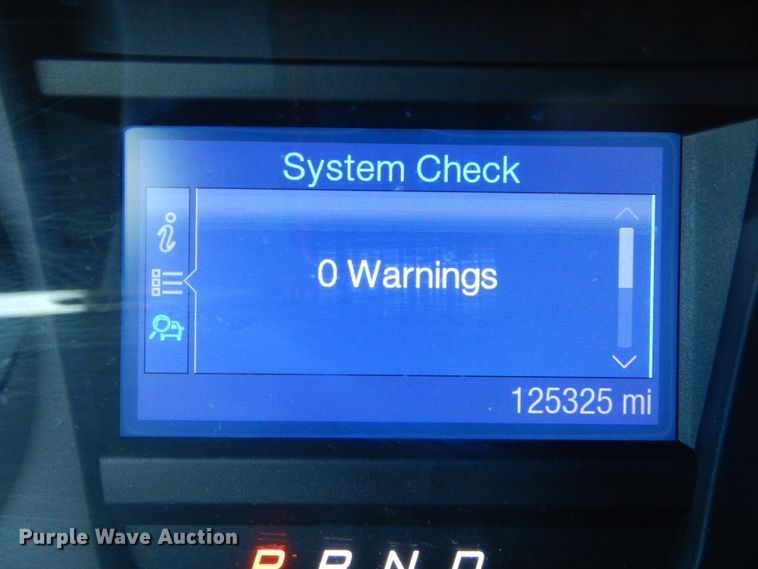 System Check
0 Warnings
125325 mi
P R N D
Purple Wave Auction